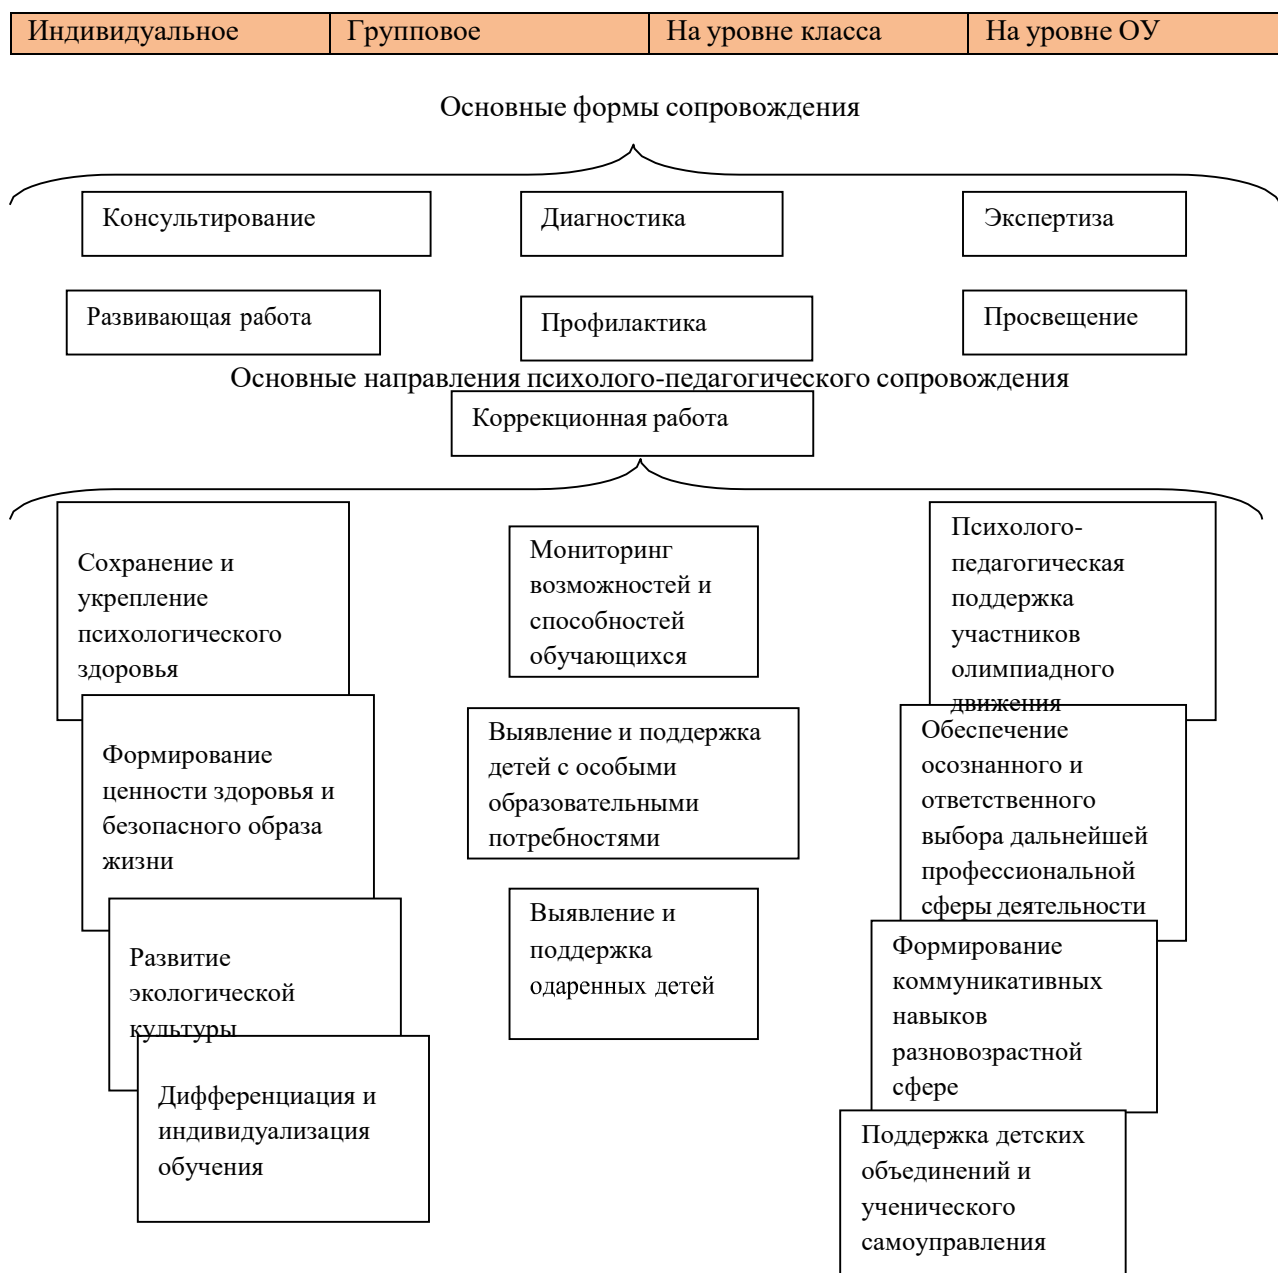 Индивидуальное Групповое На уровне класса На уровне ОУ
Основные формы сопровождения
Консультирование
Диагностика
Экспертиза
Развивающая работа
Профилактика
Просвещение
Основные направления психолого-педагогического сопровождения
Коррекционная работа
Сохранение и
укрепление
психологического
здоровья
Формирование
ценности здоровья и
безопасного образа
жизни
Развитие
экологической
культуры
Дифференциация и
индивидуализация
обучения
Мониторинг
возможностей и
способностей
обучающихся
Выявление и поддержка
детей с особыми
образовательными
потребностями
Выявление и
поддержка
одаренных детей
Психолого-
педагогическая
поддержка
участников
олимпиадного
движения
Обеспечение
осознанного и
ответственного
выбора дальнейшей
профессиональной
сферы деятельности
Формирование
коммуникативных
навыков
разновозрастной
сфере
Поддержка детских
объединений и
ученического
самоуправления